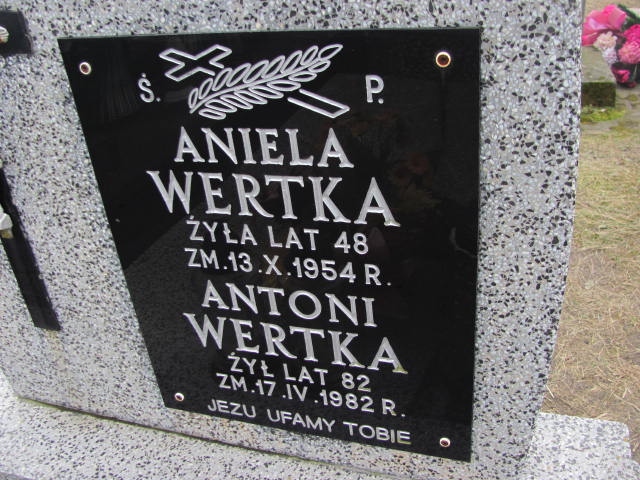 Ś. P.
ANIELA
WERTKA
ŻYŁA LAT 48
ZM. 13.X.1954 R.
ANTONI
WERTKA
ŻYŁ LAT 82
ZM. 17.IV.1982 R.
JEZU UFAMY TOBIE